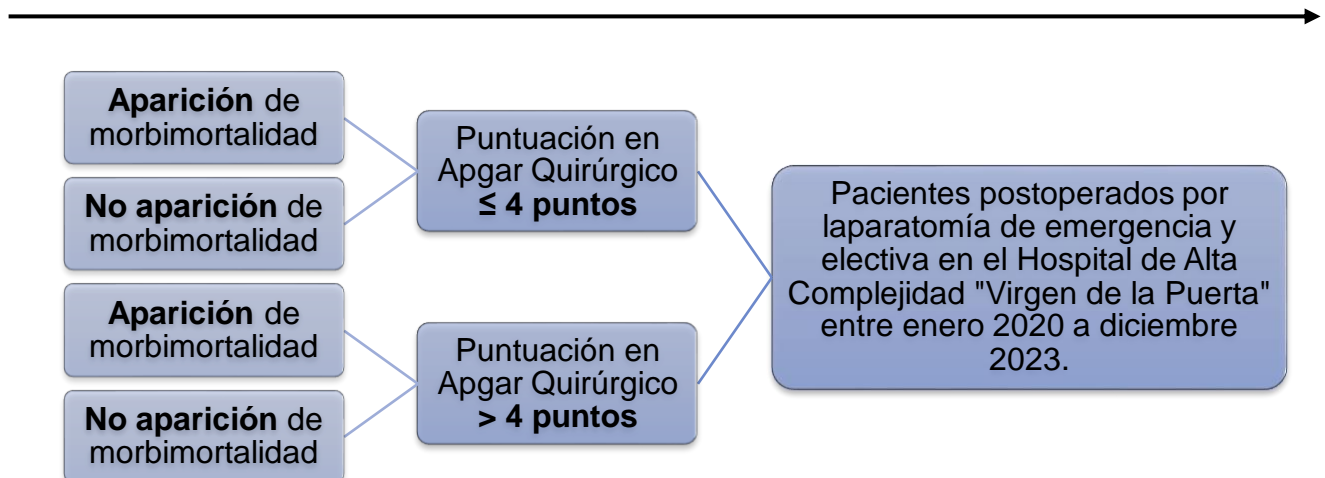 Aparición de
morbimortalidad
No aparición de
morbimortalidad
Aparición de
morbimortalidad
No aparición de
morbimortalidad
Puntuación en
Apgar Quirúrgico
≤ 4 puntos
Puntuación en
Apgar Quirúrgico
> 4 puntos
Pacientes postoperados por
laparatomía de emergencia y
electiva en el Hospital de Alta
Complejidad "Virgen de la Puerta"
entre enero 2020 a diciembre
2023.